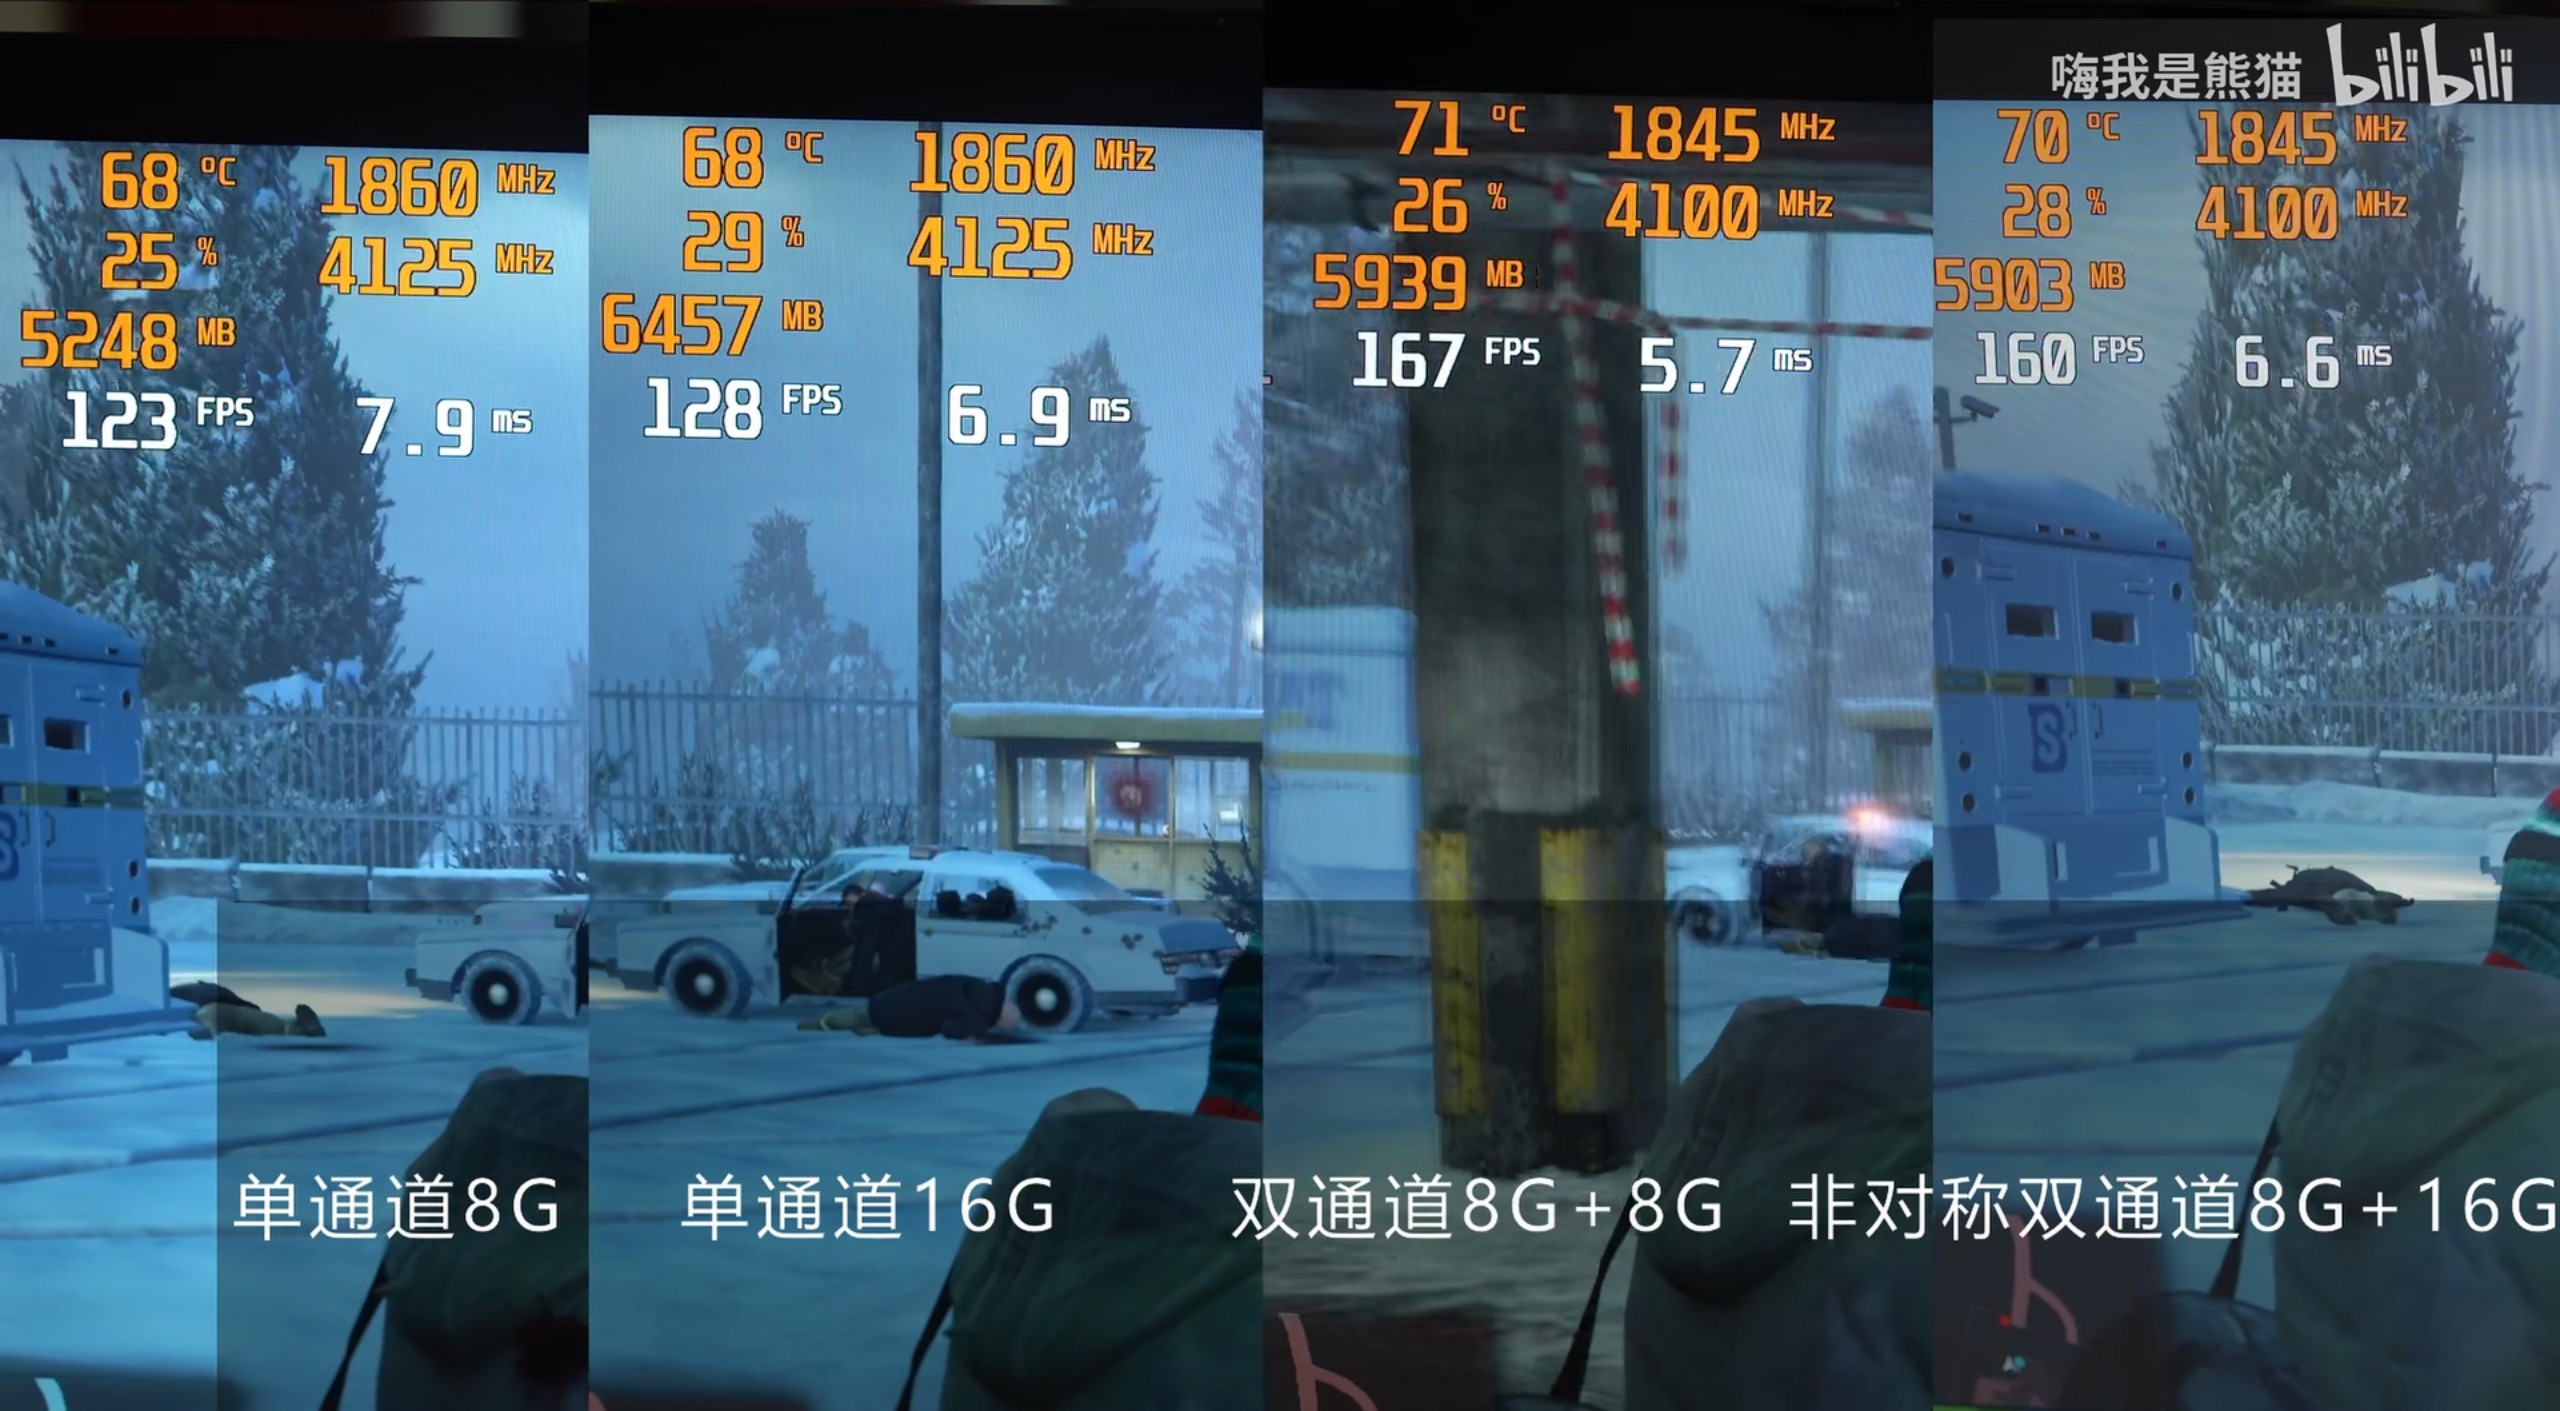 嗨我是熊猫 bilibili
68 °C 1860 MHz
25 % 4125 MHz
5248 MB
123 FPS 7.9 ms
68 °C 1860 MHz
29 % 4125 MHz
6457 MB
128 FPS 6.9 ms
71 °C 1845 MHz
26 % 4100 MHz
5939 MB
167 FPS 5.7 ms
70 °C 1845 MHz
28 % 4100 MHz
5903 MB
160 FPS 6.6 ms
S
单通道8G
单通道16G
双通道8G+8G
非对称双通道8G+16G